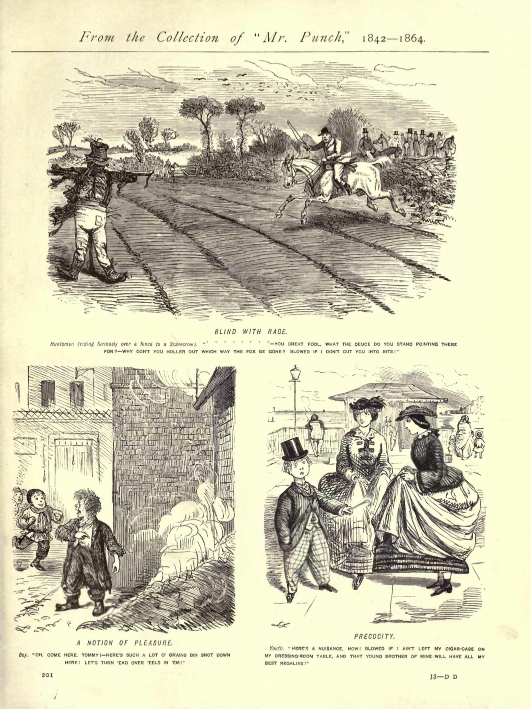 From the Collection of "Mr. Punch," 1842—1864.
BLIND WITH RAGE.
Huntsman (riding furiously over a fence to a Scarecrow). "' ' ' ' ' ' ' '—YOU GREAT FOOL, WHAT THE DEUCE DO YOU STAND POINTING THERE
FOR?—WHY DON'T YOU HOLLER OUT WHICH WAY THE FOX BE GONE? BLOWED IF I DON'T CUT YOU INTO BITS!"
A NOTION OF PLEASURE.
Boy. "OH, COME HERE, TOMMY!—HERE'S SUCH A LOT O' GRAINS BIN SHOT DOWN
HERE! LET'S TURN 'EAD OVER 'EELS IN 'EM!"
PRECOCITY.
"HERE'S A NUISANCE, NOW! BLOWED IF I AIN'T LEFT MY CIGAR-CASE ON
MY DRESSING-ROOM TABLE, AND THAT YOUNG BROTHER OF MINE WILL HAVE ALL MY
BEST REGALIAS!"
201
13—D D